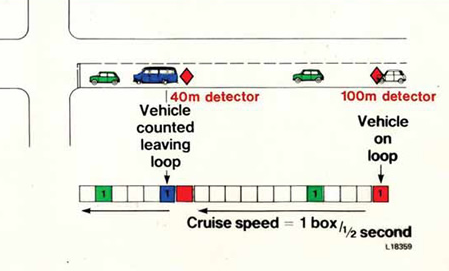 40m detector
100m detector
Vehicle
counted
leaving
loop
Vehicle
on
loop
1
1
1
1
Cruise speed = 1 box/½ second
L18359